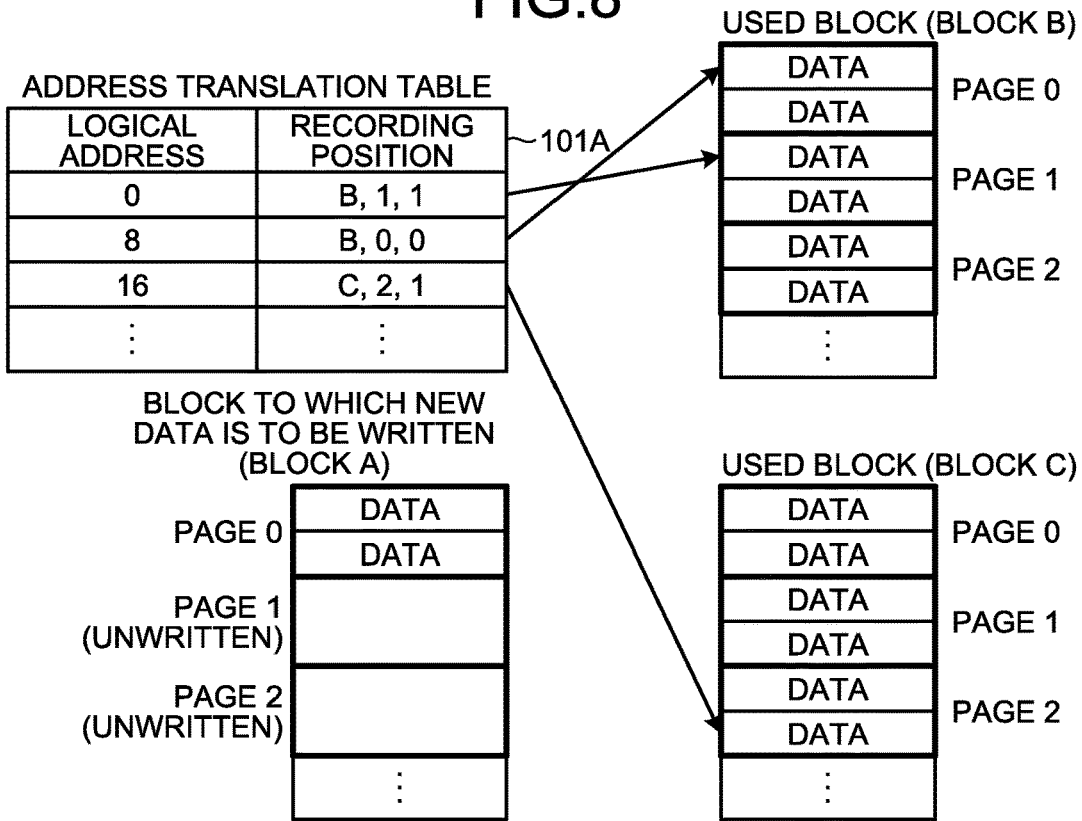 FIG.8
ADDRESS TRANSLATION TABLE
LOGICAL ADDRESS
RECORDING POSITION
101A
0
B, 1, 1
8
B, 0, 0
16
C, 2, 1
⋮
⋮
USED BLOCK (BLOCK B)
DATA
DATA
PAGE 0
DATA
DATA
PAGE 1
DATA
DATA
PAGE 2
⋮
BLOCK TO WHICH NEW
DATA IS TO BE WRITTEN
(BLOCK A)
PAGE 0
DATA
DATA
PAGE 1
(UNWRITTEN)
PAGE 2
(UNWRITTEN)
⋮
USED BLOCK (BLOCK C)
DATA
DATA
PAGE 0
DATA
DATA
PAGE 1
DATA
DATA
PAGE 2
⋮